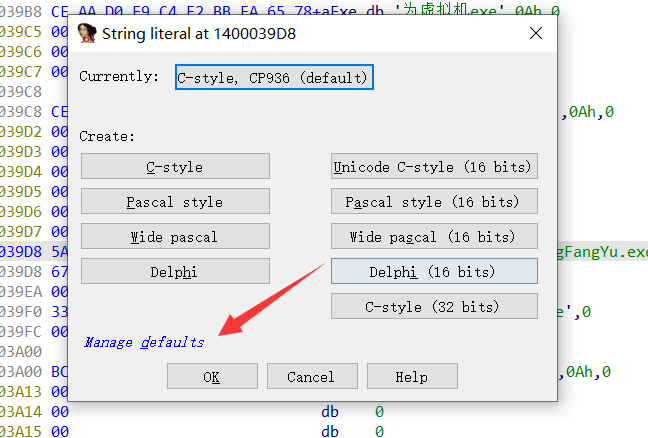 039B8 CE AA D0 E9 C4 E2 BB FA 65 78+aExe db '为虚拟机exe' 0Ah,0
039C5 00
039C7 00
039C8
039C8 CE ,0Ah,0
039D2 00
039D3 00
039D4 00
039D5 00
039D6 00
039D7 00
039D8 5A gFangYu.exe
039D8 67
039EA 00
039F0 33 e',0
039FC 00
03A00
03A00 BC ,0Ah,0
03A13 00
03A14 00 db 0
03A15 00 db 0
String literal at 1400039D8
Currently: C-style, CP936 (default)
Create:
C-style Unicode C-style (16 bits)
Pascal style Pascal style (16 bits)
Wide pascal Wide pascal (16 bits)
Delphi Delphi (16 bits)
C-style (32 bits)
Manage defaults
OK Cancel Help